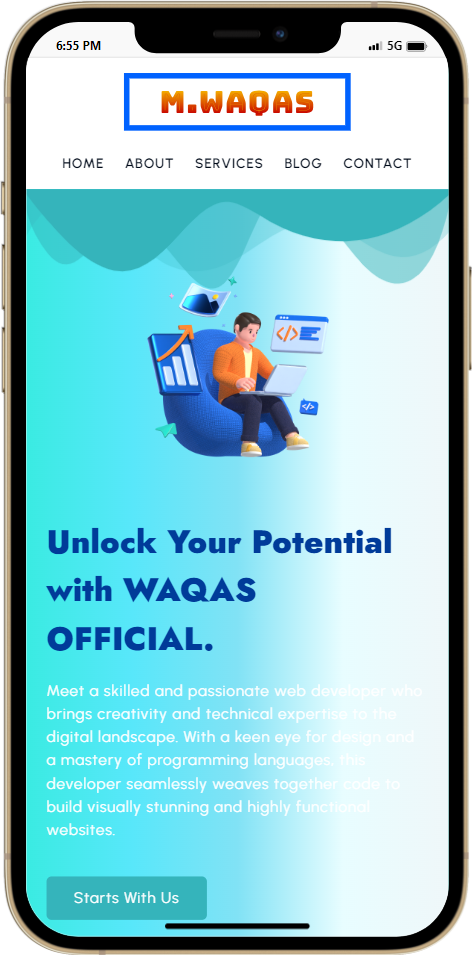 6:55 PM 5G
M.WAQAS
HOME ABOUT SERVICES BLOG CONTACT
</>
</>
Unlock Your Potential
with WAQAS
OFFICIAL.
Meet a skilled and passionate web developer who
brings creativity and technical expertise to the
digital landscape. With a keen eye for design and
a mastery of programming languages, this
developer seamlessly weaves together code to
build visually stunning and highly functional
websites.
Starts With Us